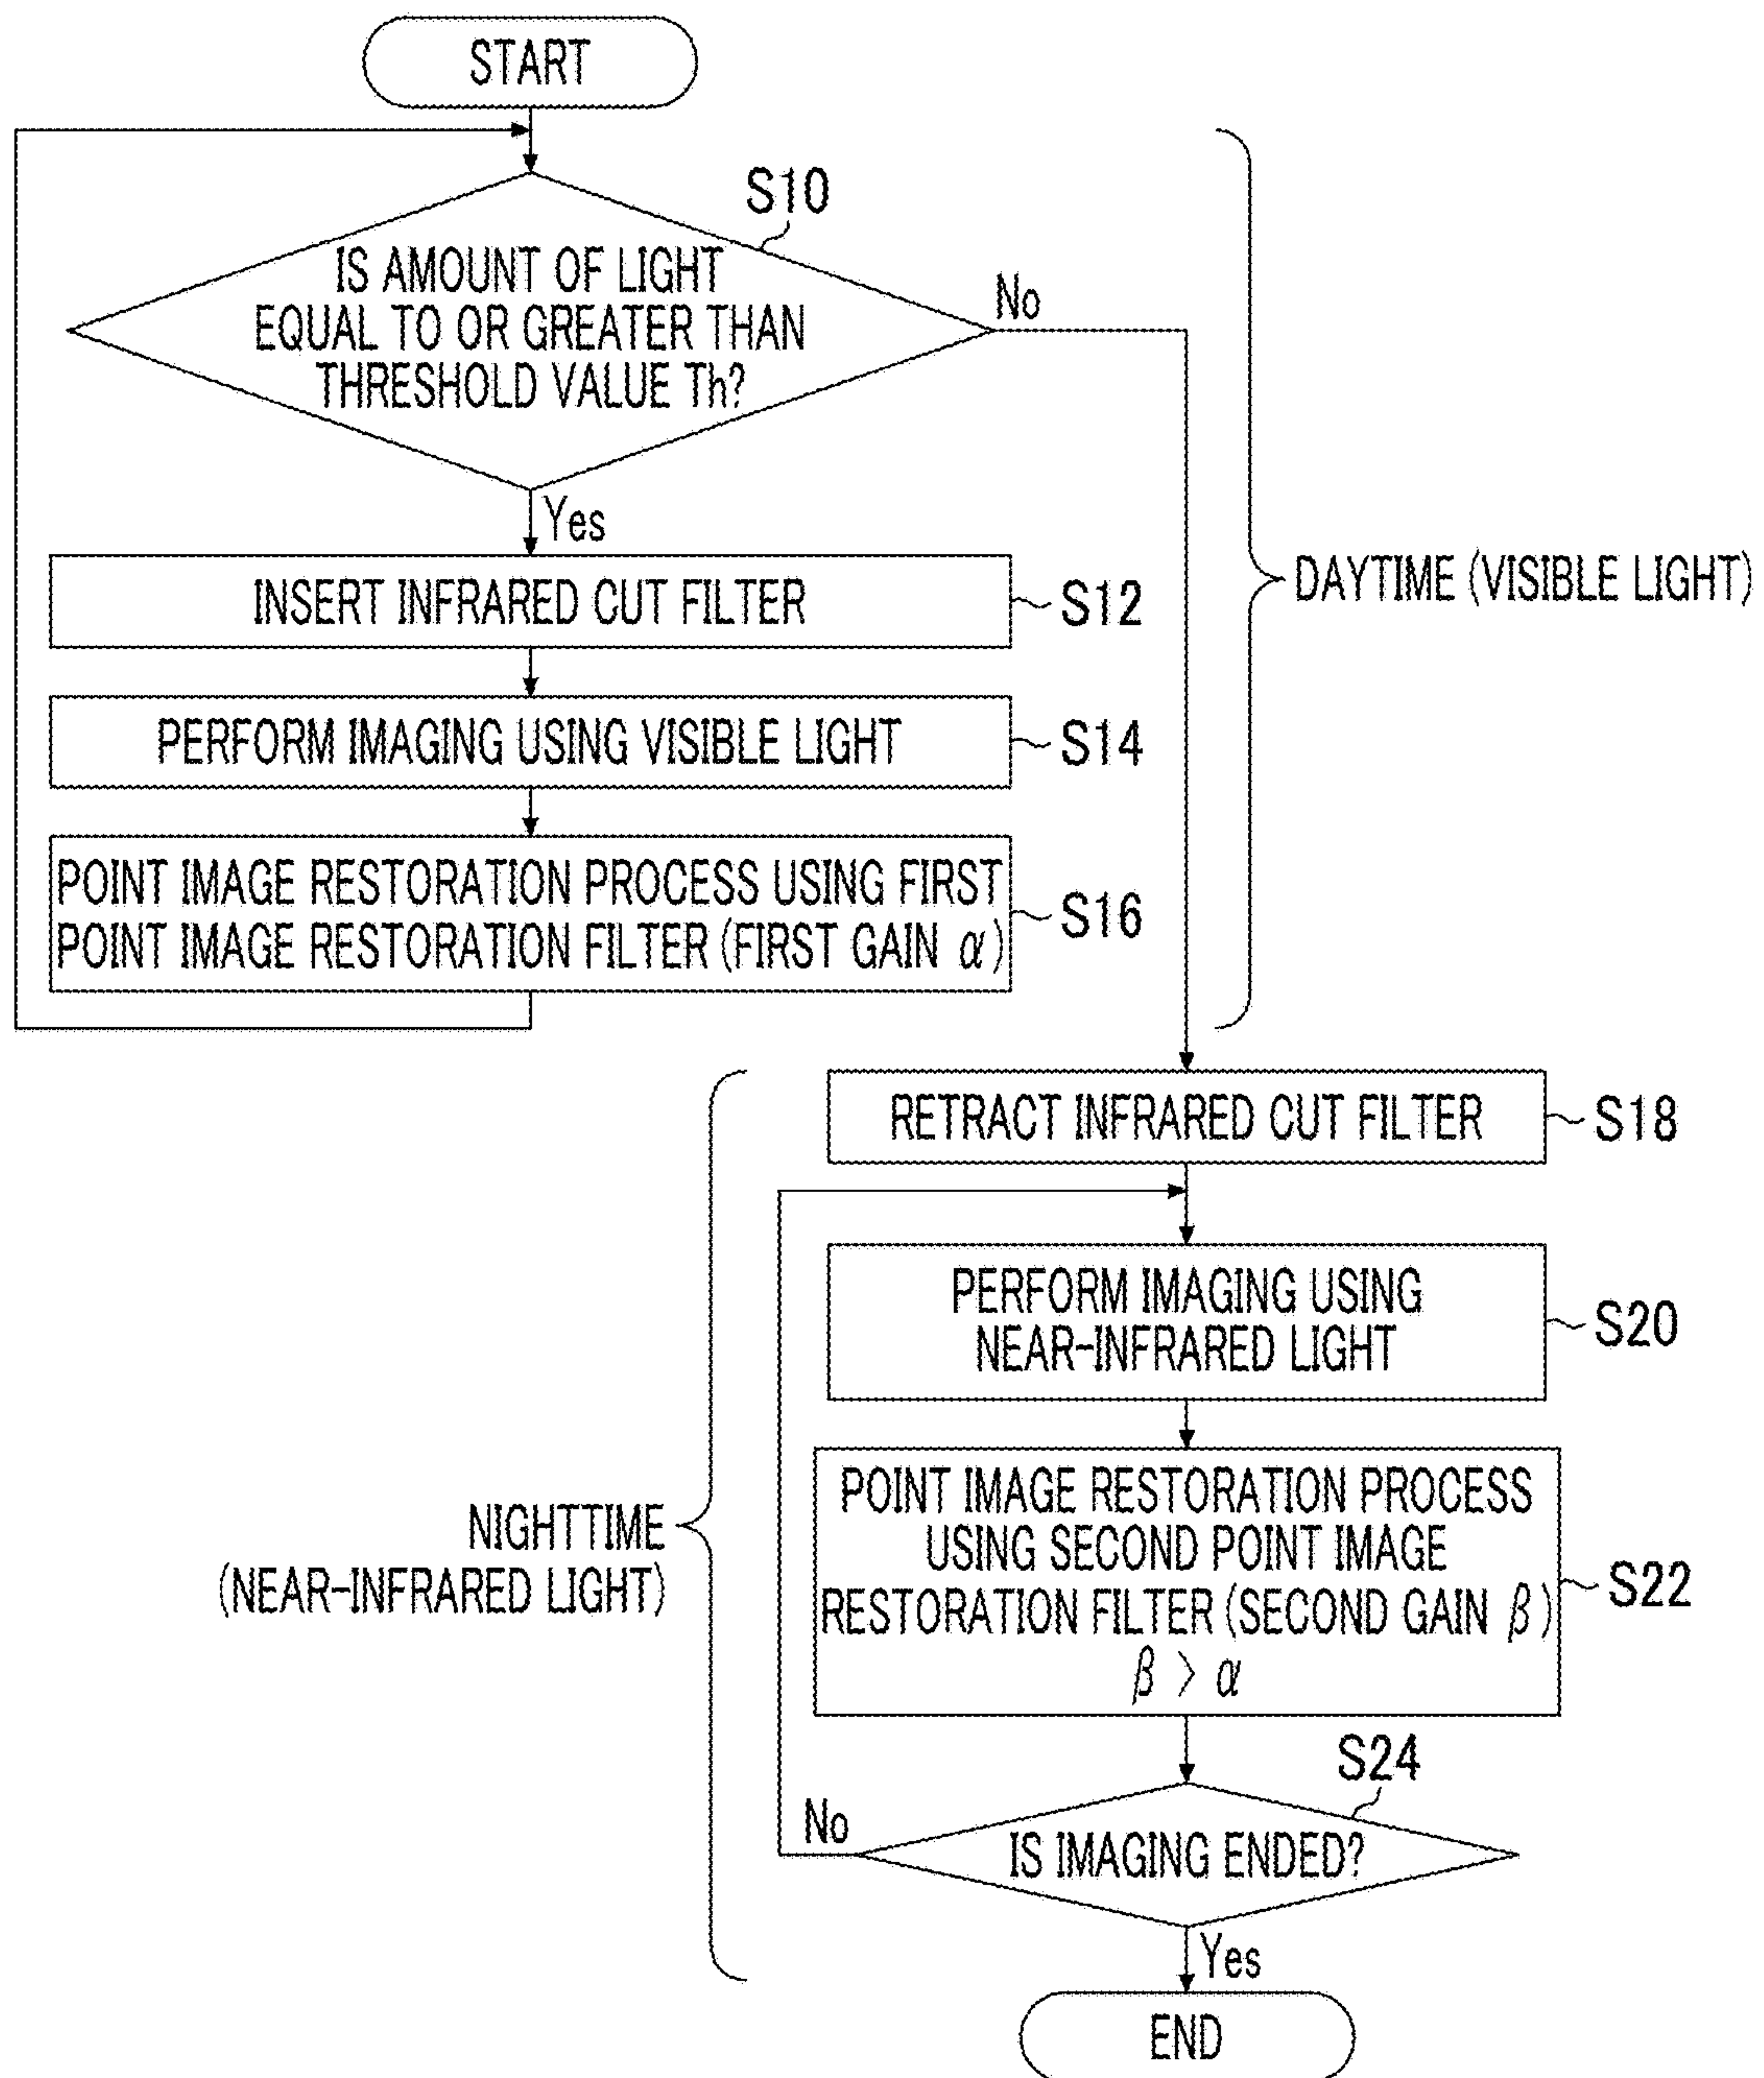 START
S10
IS AMOUNT OF LIGHT
EQUAL TO OR GREATER THAN
THRESHOLD VALUE Th?
No
Yes
INSERT INFRARED CUT FILTER
S12
DAYTIME (VISIBLE LIGHT)
PERFORM IMAGING USING VISIBLE LIGHT
S14
POINT IMAGE RESTORATION PROCESS USING FIRST
POINT IMAGE RESTORATION FILTER (FIRST GAIN α)
S16
RETRACT INFRARED CUT FILTER
S18
PERFORM IMAGING USING
NEAR-INFRARED LIGHT
S20
NIGHTTIME
(NEAR-INFRARED LIGHT)
POINT IMAGE RESTORATION PROCESS
USING SECOND POINT IMAGE
RESTORATION FILTER (SECOND GAIN β)
β > α
S22
S24
No
IS IMAGING ENDED?
Yes
END